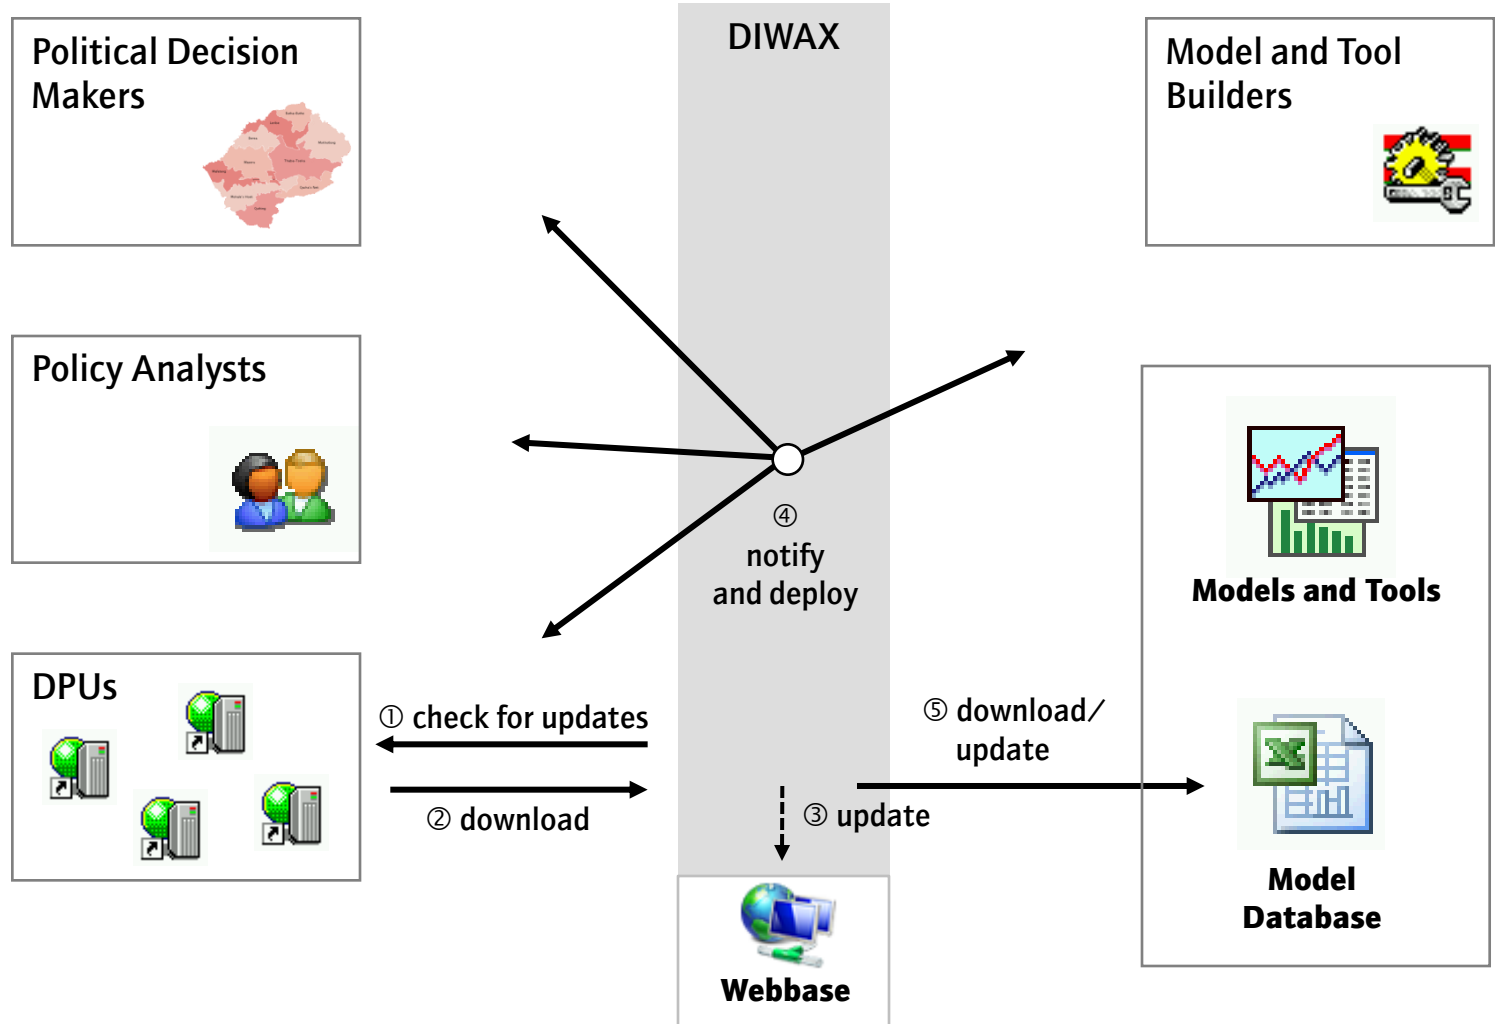 Political Decision
Makers
DIWAX
Model and Tool
Builders
Policy Analysts
④
notify
and deploy
Models and Tools
DPUs
① check for updates
② download
③ update
⑤ download/
update
Model
Database
Webbase